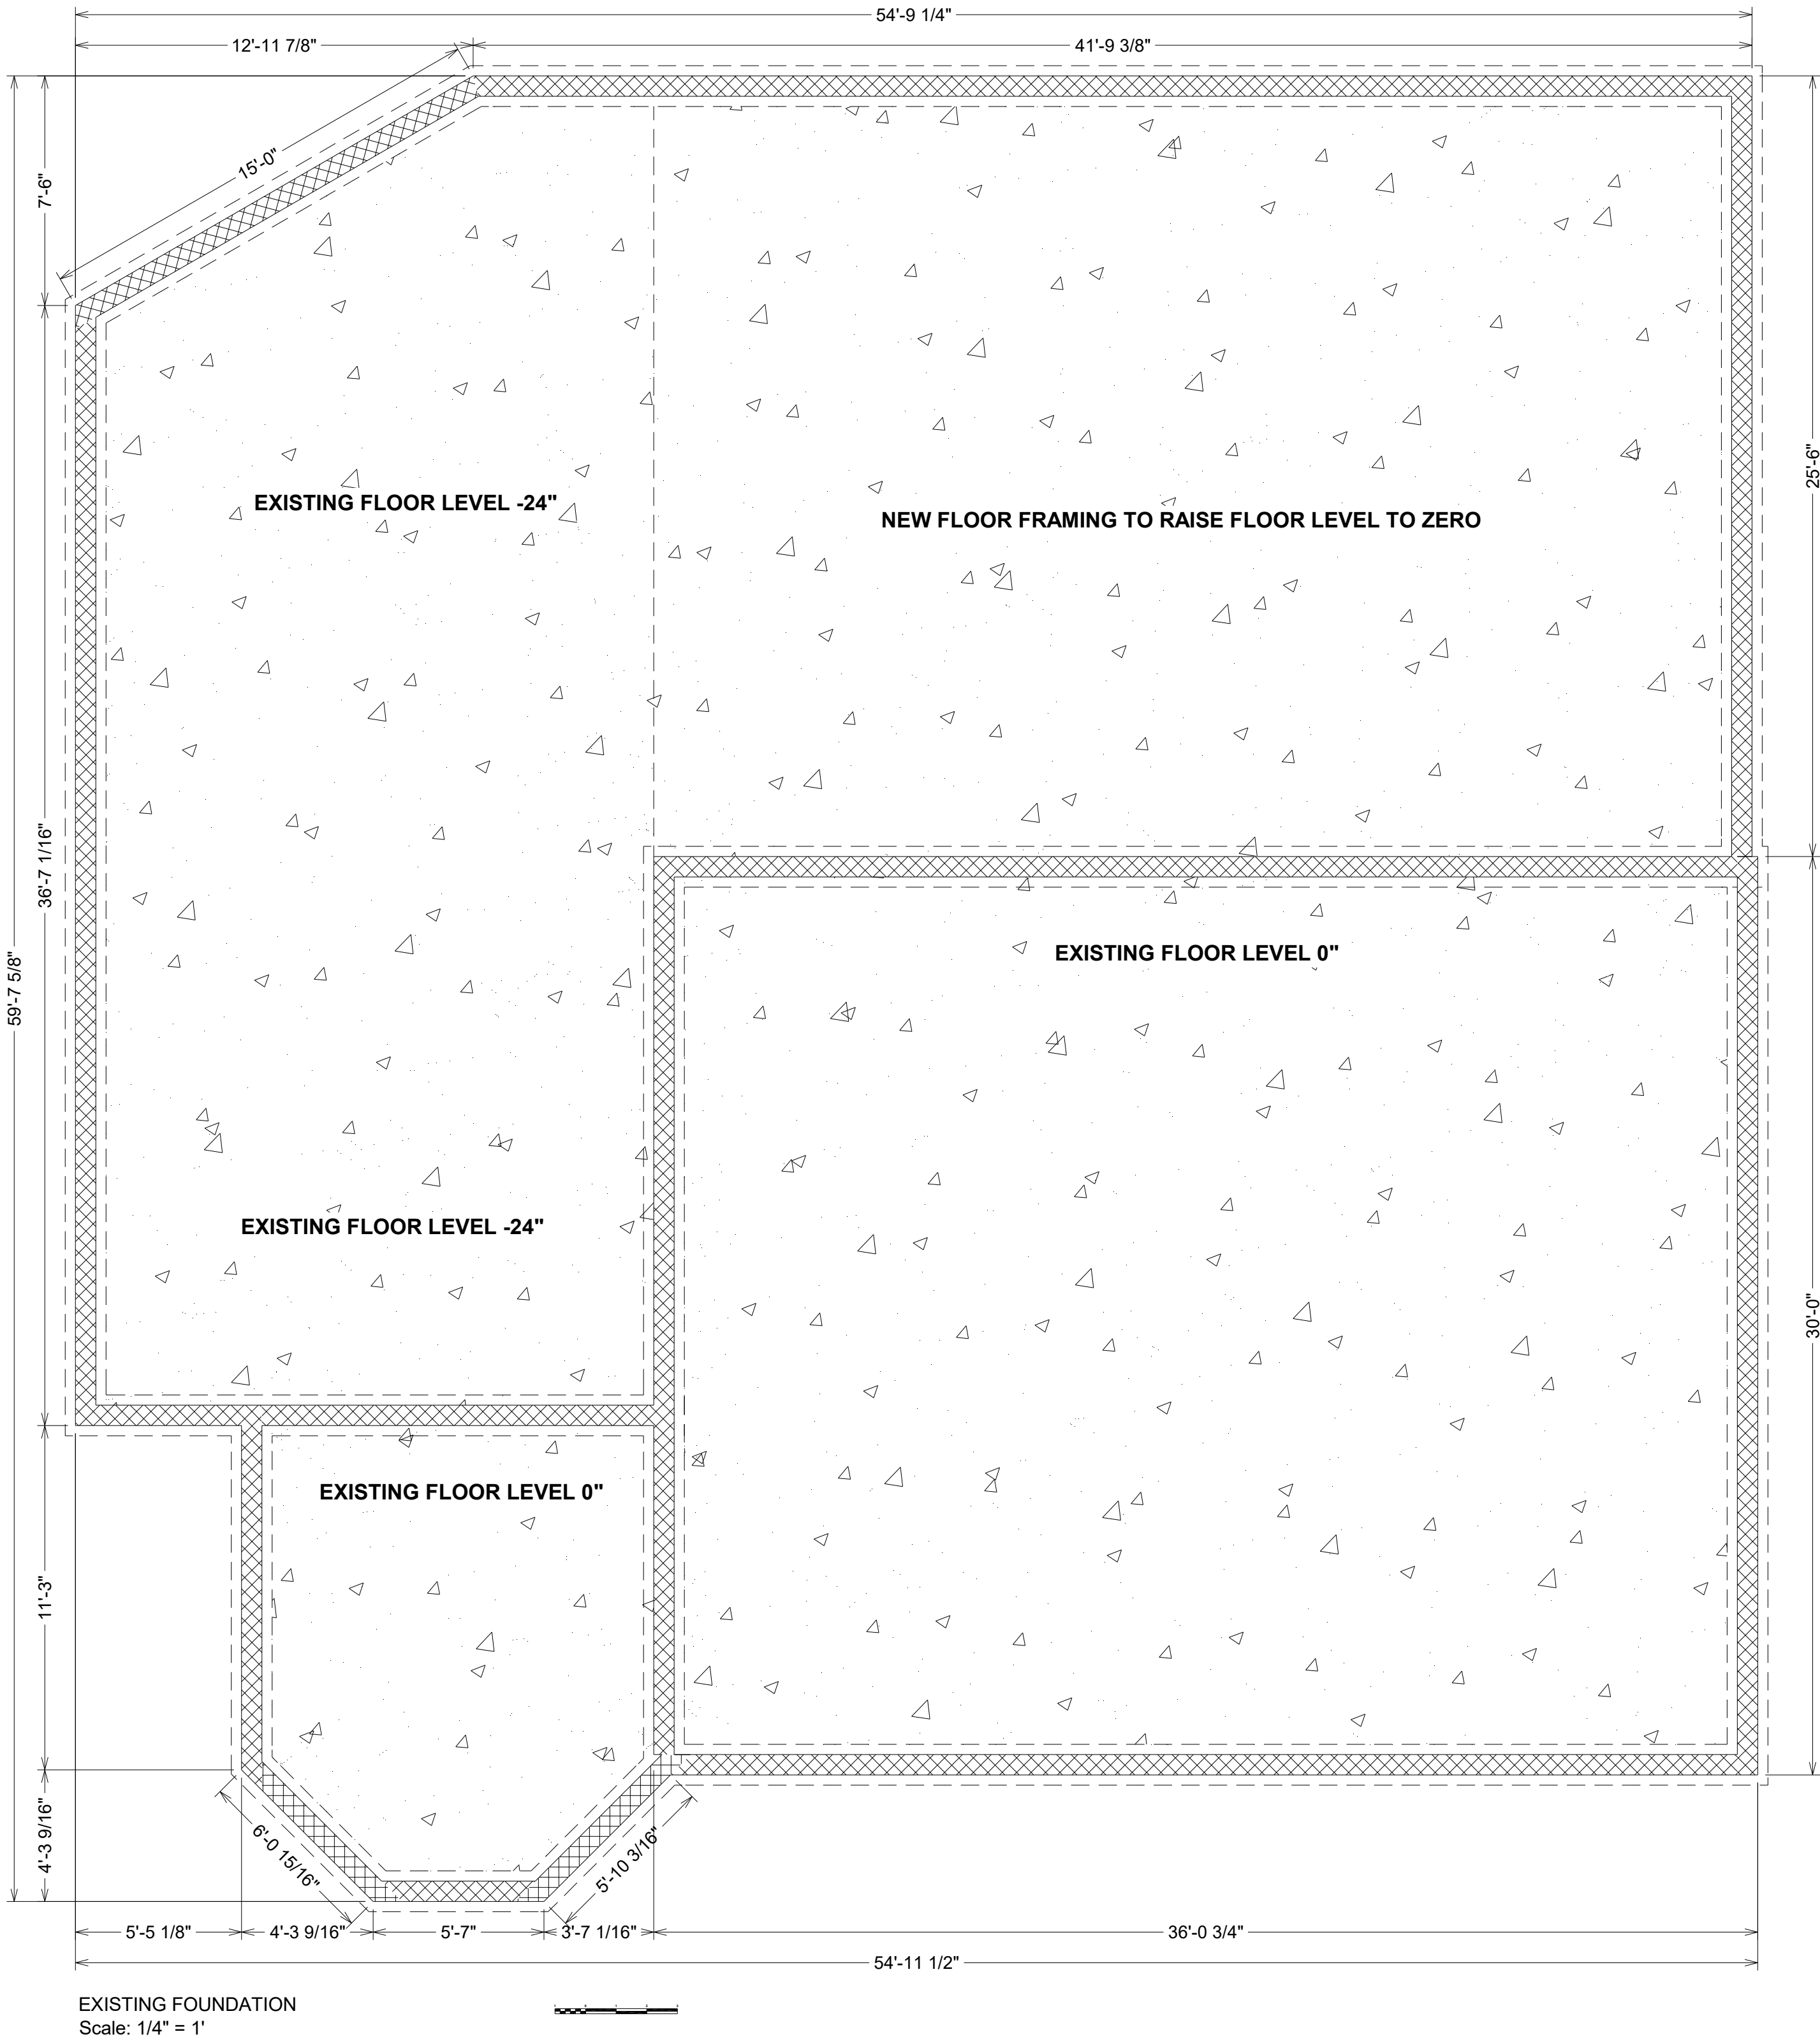 54'-9 1/4"
12'-11 7/8"
41'-9 3/8"
15'-0"
7'-6"
25'-6"
EXISTING FLOOR LEVEL -24"
NEW FLOOR FRAMING TO RAISE FLOOR LEVEL TO ZERO
36'-7 1/16"
59'-7 5/8"
EXISTING FLOOR LEVEL 0"
EXISTING FLOOR LEVEL -24"
30'-0"
EXISTING FLOOR LEVEL 0"
11'-3"
4'-3 9/16"
6'-0 15/16"
5'-10 3/16"
5'-5 1/8"
4'-3 9/16"
5'-7"
3'-7 1/16"
36'-0 3/4"
54'-11 1/2"
EXISTING FOUNDATION
Scale: 1/4" = 1'